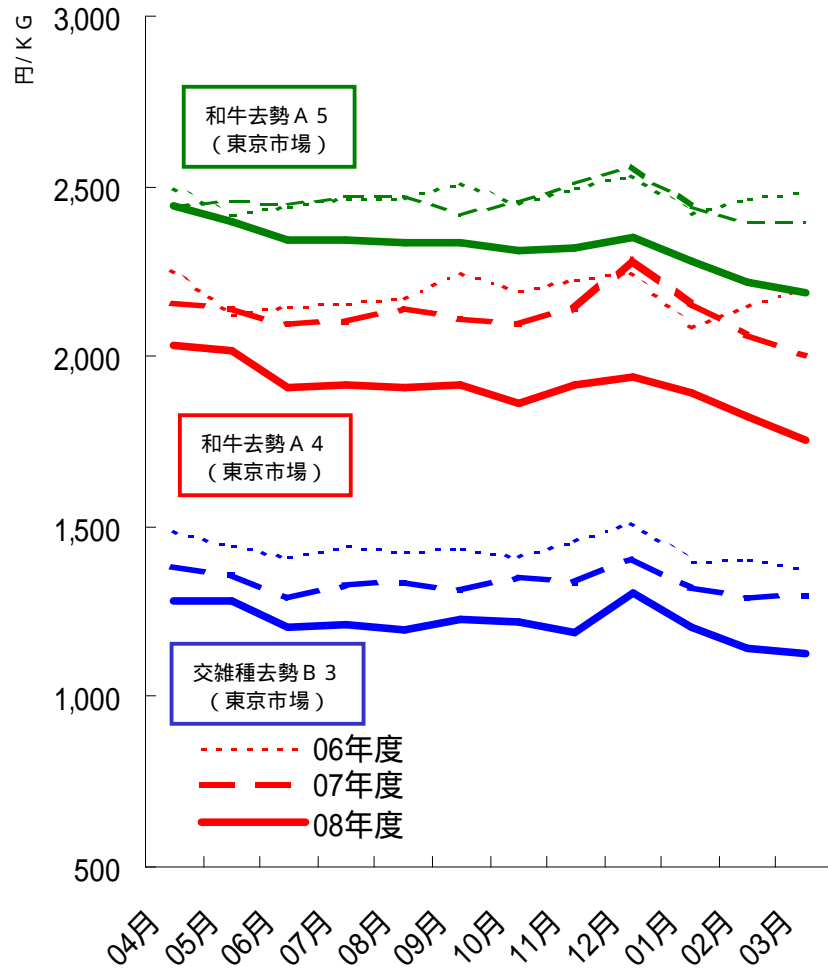 円/ＫＧ
3,000
2,500
2,000
1,500
1,000
500
和牛去勢Ａ５
（東京市場）
和牛去勢Ａ４
（東京市場）
交雑種去勢Ｂ３
（東京市場）
06年度
07年度
08年度
04月
05月
06月
07月
08月
09月
10月
11月
12月
01月
02月
03月